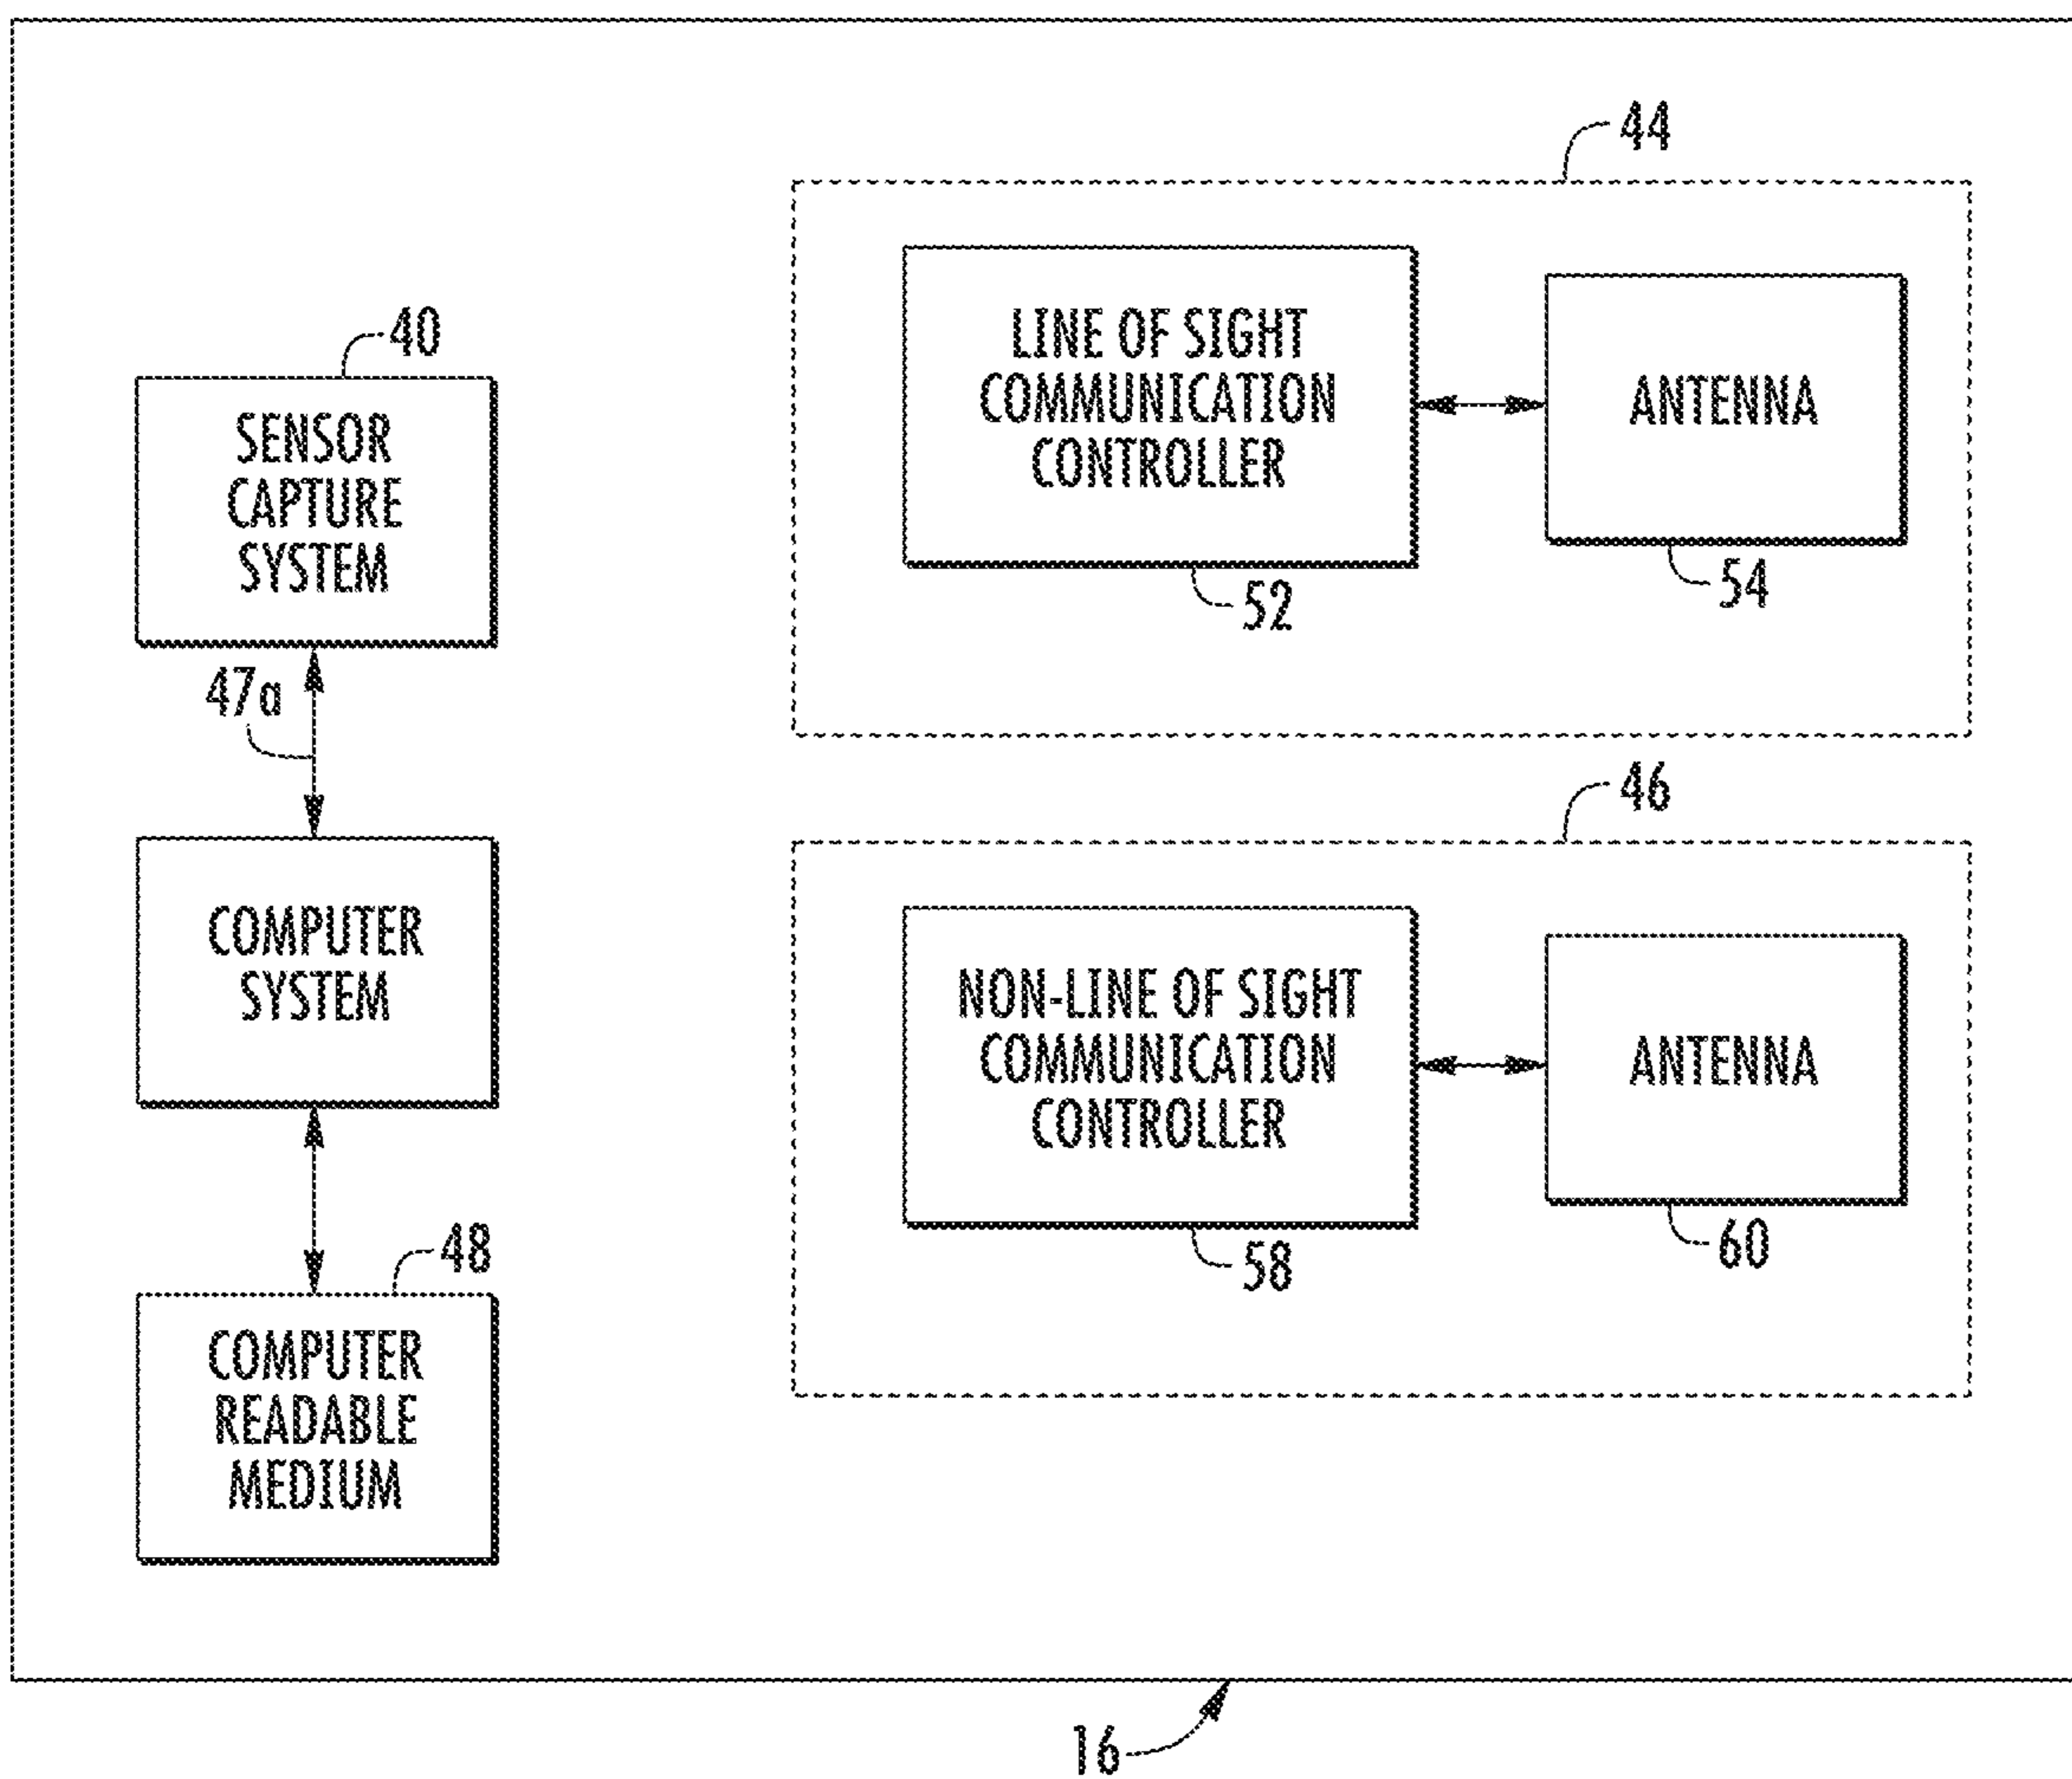 40
SENSOR
CAPTURE
SYSTEM
47a
COMPUTER
SYSTEM
48
COMPUTER
READABLE
MEDIUM
44
LINE OF SIGHT
COMMUNICATION
CONTROLLER
52
ANTENNA
54
46
NON-LINE OF SIGHT
COMMUNICATION
CONTROLLER
58
ANTENNA
60
16